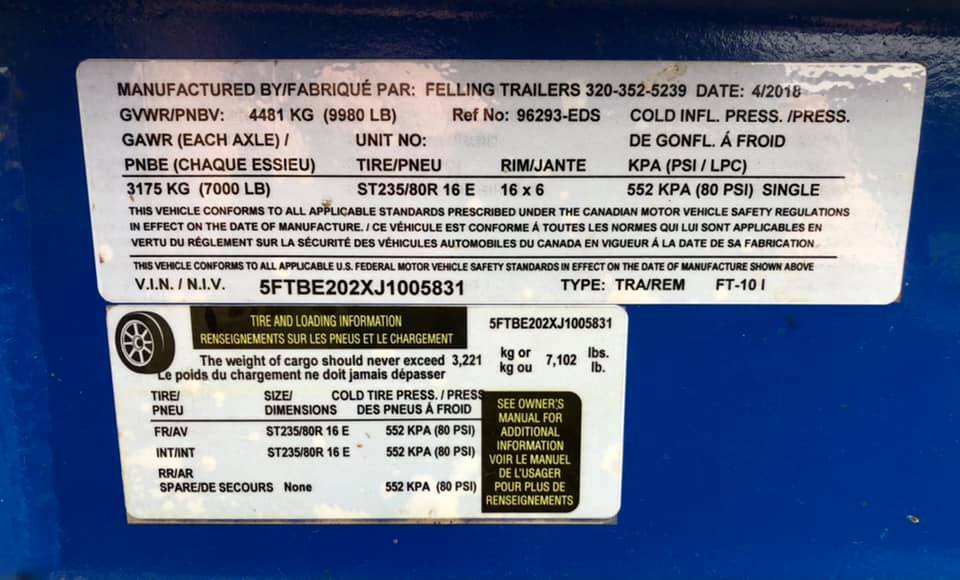 MANUFACTURED BY/FABRIQUÉ PAR: FELLING TRAILERS 320-352-5239 DATE: 4/2018
GVWR/PNBV: 4481 KG (9980 LB) Ref No: 96293-EDS COLD INFL. PRESS. /PRESS.
GAWR (EACH AXLE) / UNIT NO: DE GONFL. Á FROID
PNBE (CHAQUE ESSIEU) TIRE/PNEU RIM/JANTE KPA (PSI / LPC)
3175 KG (7000 LB) ST235/80R 16 E 16 x 6 552 KPA (80 PSI) SINGLE
THIS VEHICLE CONFORMS TO ALL APPLICABLE STANDARDS PRESCRIBED UNDER THE CANADIAN MOTOR VEHICLE SAFETY REGULATIONS
IN EFFECT ON THE DATE OF MANUFACTURE. / CE VÉHICULE EST CONFORME Á TOUTES LES NORMES QUI LUI SONT APPLICABLES EN
VERTU DU RÉGLEMENT SUR LA SÉCURITÉ DES VÉHICULES AUTOMOBILES DU CANADA EN VIGUEUR Á LA DATE DE SA FABRICATION.
THIS VEHICLE CONFORMS TO ALL APPLICABLE U.S. FEDERAL MOTOR VEHICLE SAFETY STANDARDS IN EFFECT ON THE DATE OF MANUFACTURE SHOWN ABOVE
V.I.N. / N.I.V. 5FTBE202XJ1005831 TYPE: TRA/REM FT-10 I
TIRE AND LOADING INFORMATION 5FTBE202XJ1005831
RENSEIGNEMENTS SUR LES PNEUS ET LE CHARGEMENT
The weight of cargo should never exceed 3,221 kg or 7,102 lbs.
Le poids du chargement ne doit jamais dépasser kg ou lb.
TIRE/ SIZE/ COLD TIRE PRESS. / PRESS
PNEU DIMENSIONS DES PNEUS Á FROID
FR/AV ST235/80R 16 E 552 KPA (80 PSI)
INT/INT ST235/80R 16 E 552 KPA (80 PSI)
RR/AR
SPARE/DE SECOURS None 552 KPA (80 PSI)
SEE OWNER'S
MANUAL FOR
ADDITIONAL
INFORMATION
VOIR LE MANUEL
DE L'USAGER
POUR PLUS DE
RENSEIGNEMENTS